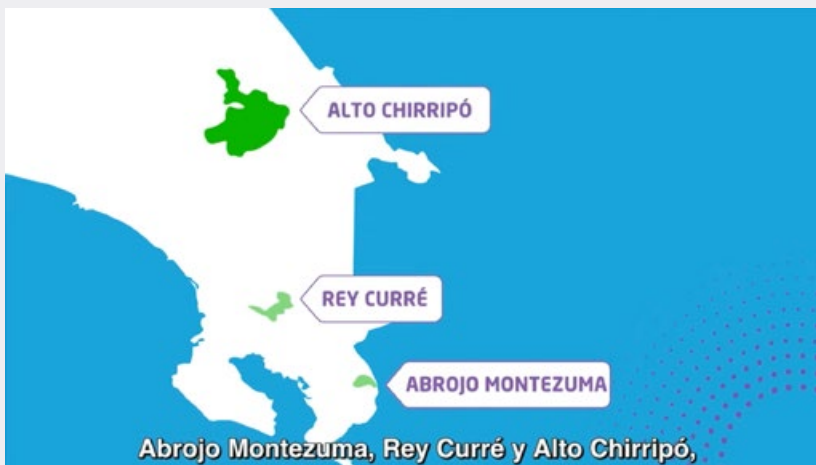 ALTO CHIRRIPÓ
REY CURRÉ
ABROJO MONTEZUMA
Abrojo Montezuma, Rey Curré y Alto Chirripó,